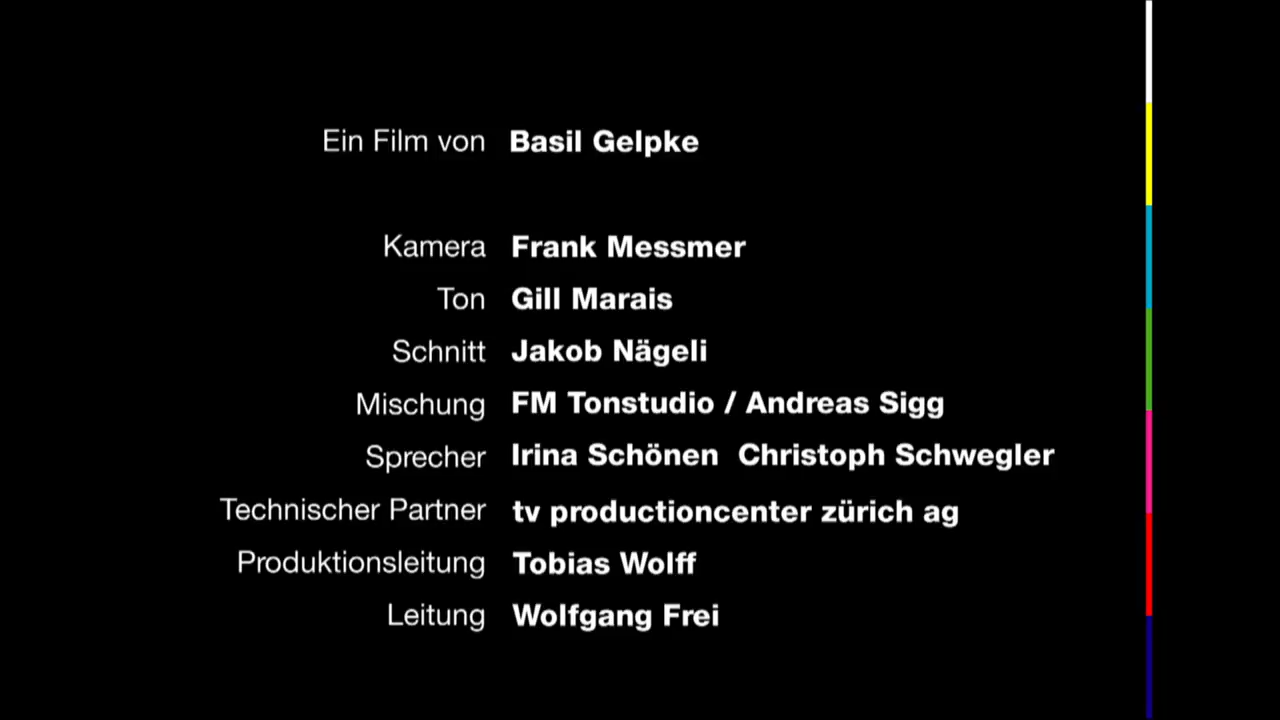 Ein Film von Basil Gelpke
Kamera Frank Messmer
Ton Gill Marais
Schnitt Jakob Nägeli
Mischung FM Tonstudio / Andreas Sigg
Sprecher Irina Schönen Christoph Schwegler
Technischer Partner tv productioncenter zürich ag
Produktionsleitung Tobias Wolff
Leitung Wolfgang Frei